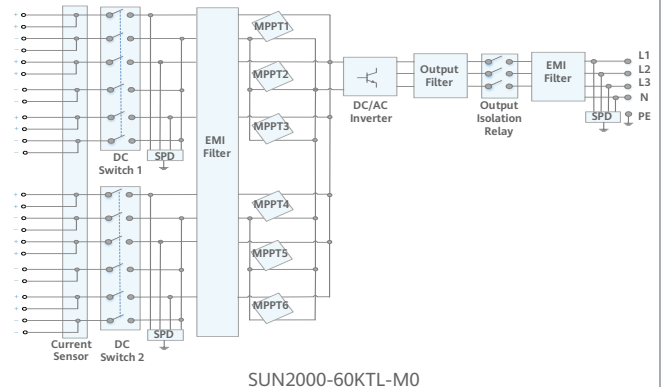 MPPT1
MPPT2
MPPT3
MPPT4
MPPT5
MPPT6
DC
Switch 1
SPD
EMI
Filter
DC/AC
Inverter
Output
Filter
Output
Isolation
Relay
EMI
Filter
L1
L2
L3
N
SPD
PE
Current
Sensor
DC
Switch 2
SPD
SUN2000-60KTL-M0